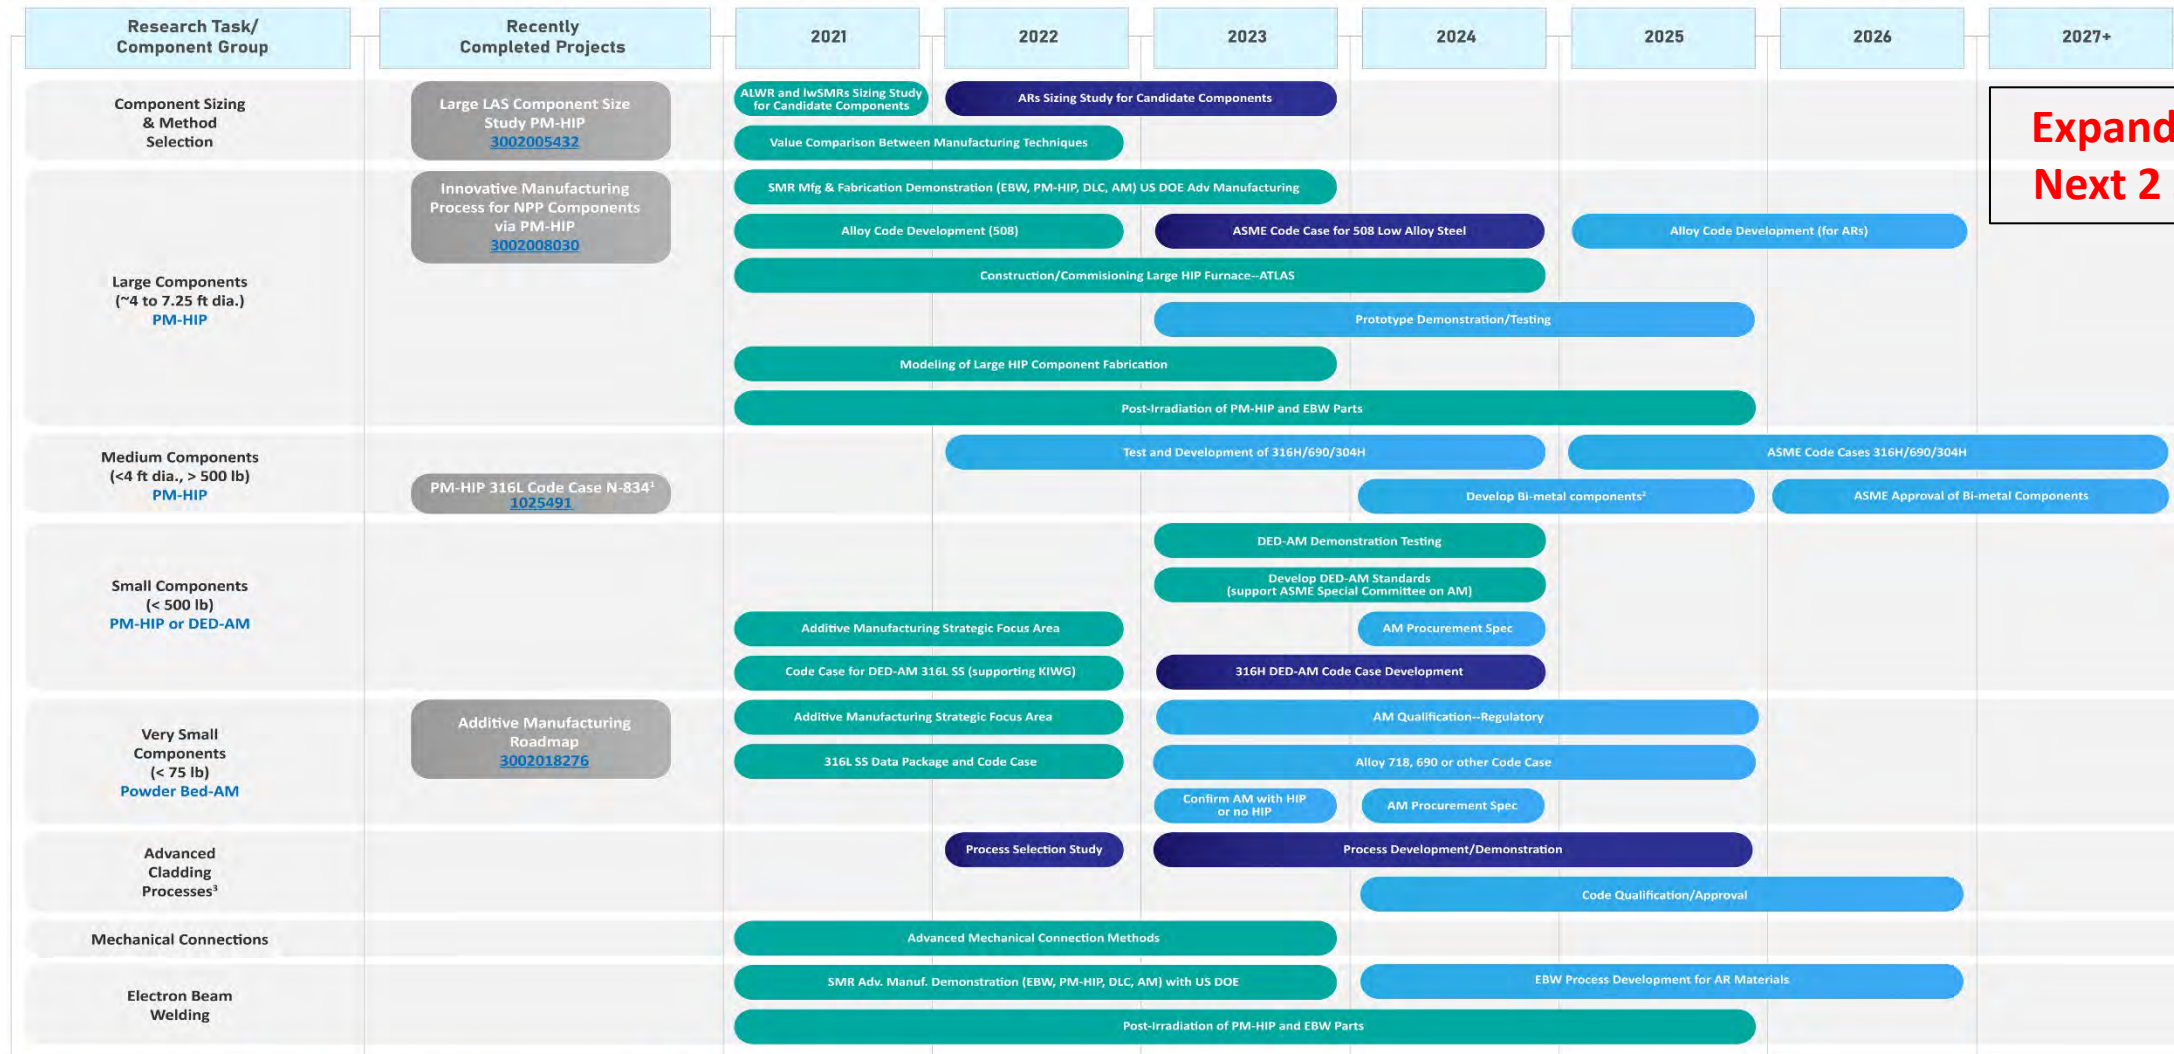 Research Task/
Component Group
Recently
Completed Projects
2021
2022
2023
2024
2025
2026
2027+
Component Sizing
& Method
Selection
Large LAS Component Size
Study PM-HIP
3002005432
ALWR and lwSMRs Sizing Study
for Candidate Components
ARs Sizing Study for Candidate Components
Value Comparison Between Manufacturing Techniques
Expand
Next 2
Large Components
(~4 to 7.25 ft dia.)
PM-HIP
Innovative Manufacturing
Process for NPP Components
via PM-HIP
3002008030
SMR Mfg & Fabrication Demonstration (EBW, PM-HIP, DLC, AM) US DOE Adv Manufacturing
Alloy Code Development (508)
ASME Code Case for 508 Low Alloy Steel
Alloy Code Development (for ARs)
Construction/Commisioning Large HIP Furnace--ATLAS
Prototype Demonstration/Testing
Modeling of Large HIP Component Fabrication
Post-Irradiation of PM-HIP and EBW Parts
Medium Components
(<4 ft dia., > 500 lb)
PM-HIP
PM-HIP 316L Code Case N-834¹
1025491
Test and Development of 316H/690/304H
ASME Code Cases 316H/690/304H
Develop Bi-metal components²
ASME Approval of Bi-metal Components
Small Components
(< 500 lb)
PM-HIP or DED-AM
DED-AM Demonstration Testing
Develop DED-AM Standards
(support ASME Special Committee on AM)
Additive Manufacturing Strategic Focus Area
AM Procurement Spec
Code Case for DED-AM 316L SS (supporting KIWG)
316H DED-AM Code Case Development
Very Small
Components
(< 75 lb)
Powder Bed-AM
Additive Manufacturing
Roadmap
3002018276
Additive Manufacturing Strategic Focus Area
AM Qualification--Regulatory
316L SS Data Package and Code Case
Alloy 718, 690 or other Code Case
Confirm AM with HIP
or no HIP
AM Procurement Spec
Advanced
Cladding
Processes³
Process Selection Study
Process Development/Demonstration
Code Qualification/Approval
Mechanical Connections
Advanced Mechanical Connection Methods
Electron Beam
Welding
SMR Adv. Manuf. Demonstration (EBW, PM-HIP, DLC, AM) with US DOE
EBW Process Development for AR Materials
Post-Irradiation of PM-HIP and EBW Parts